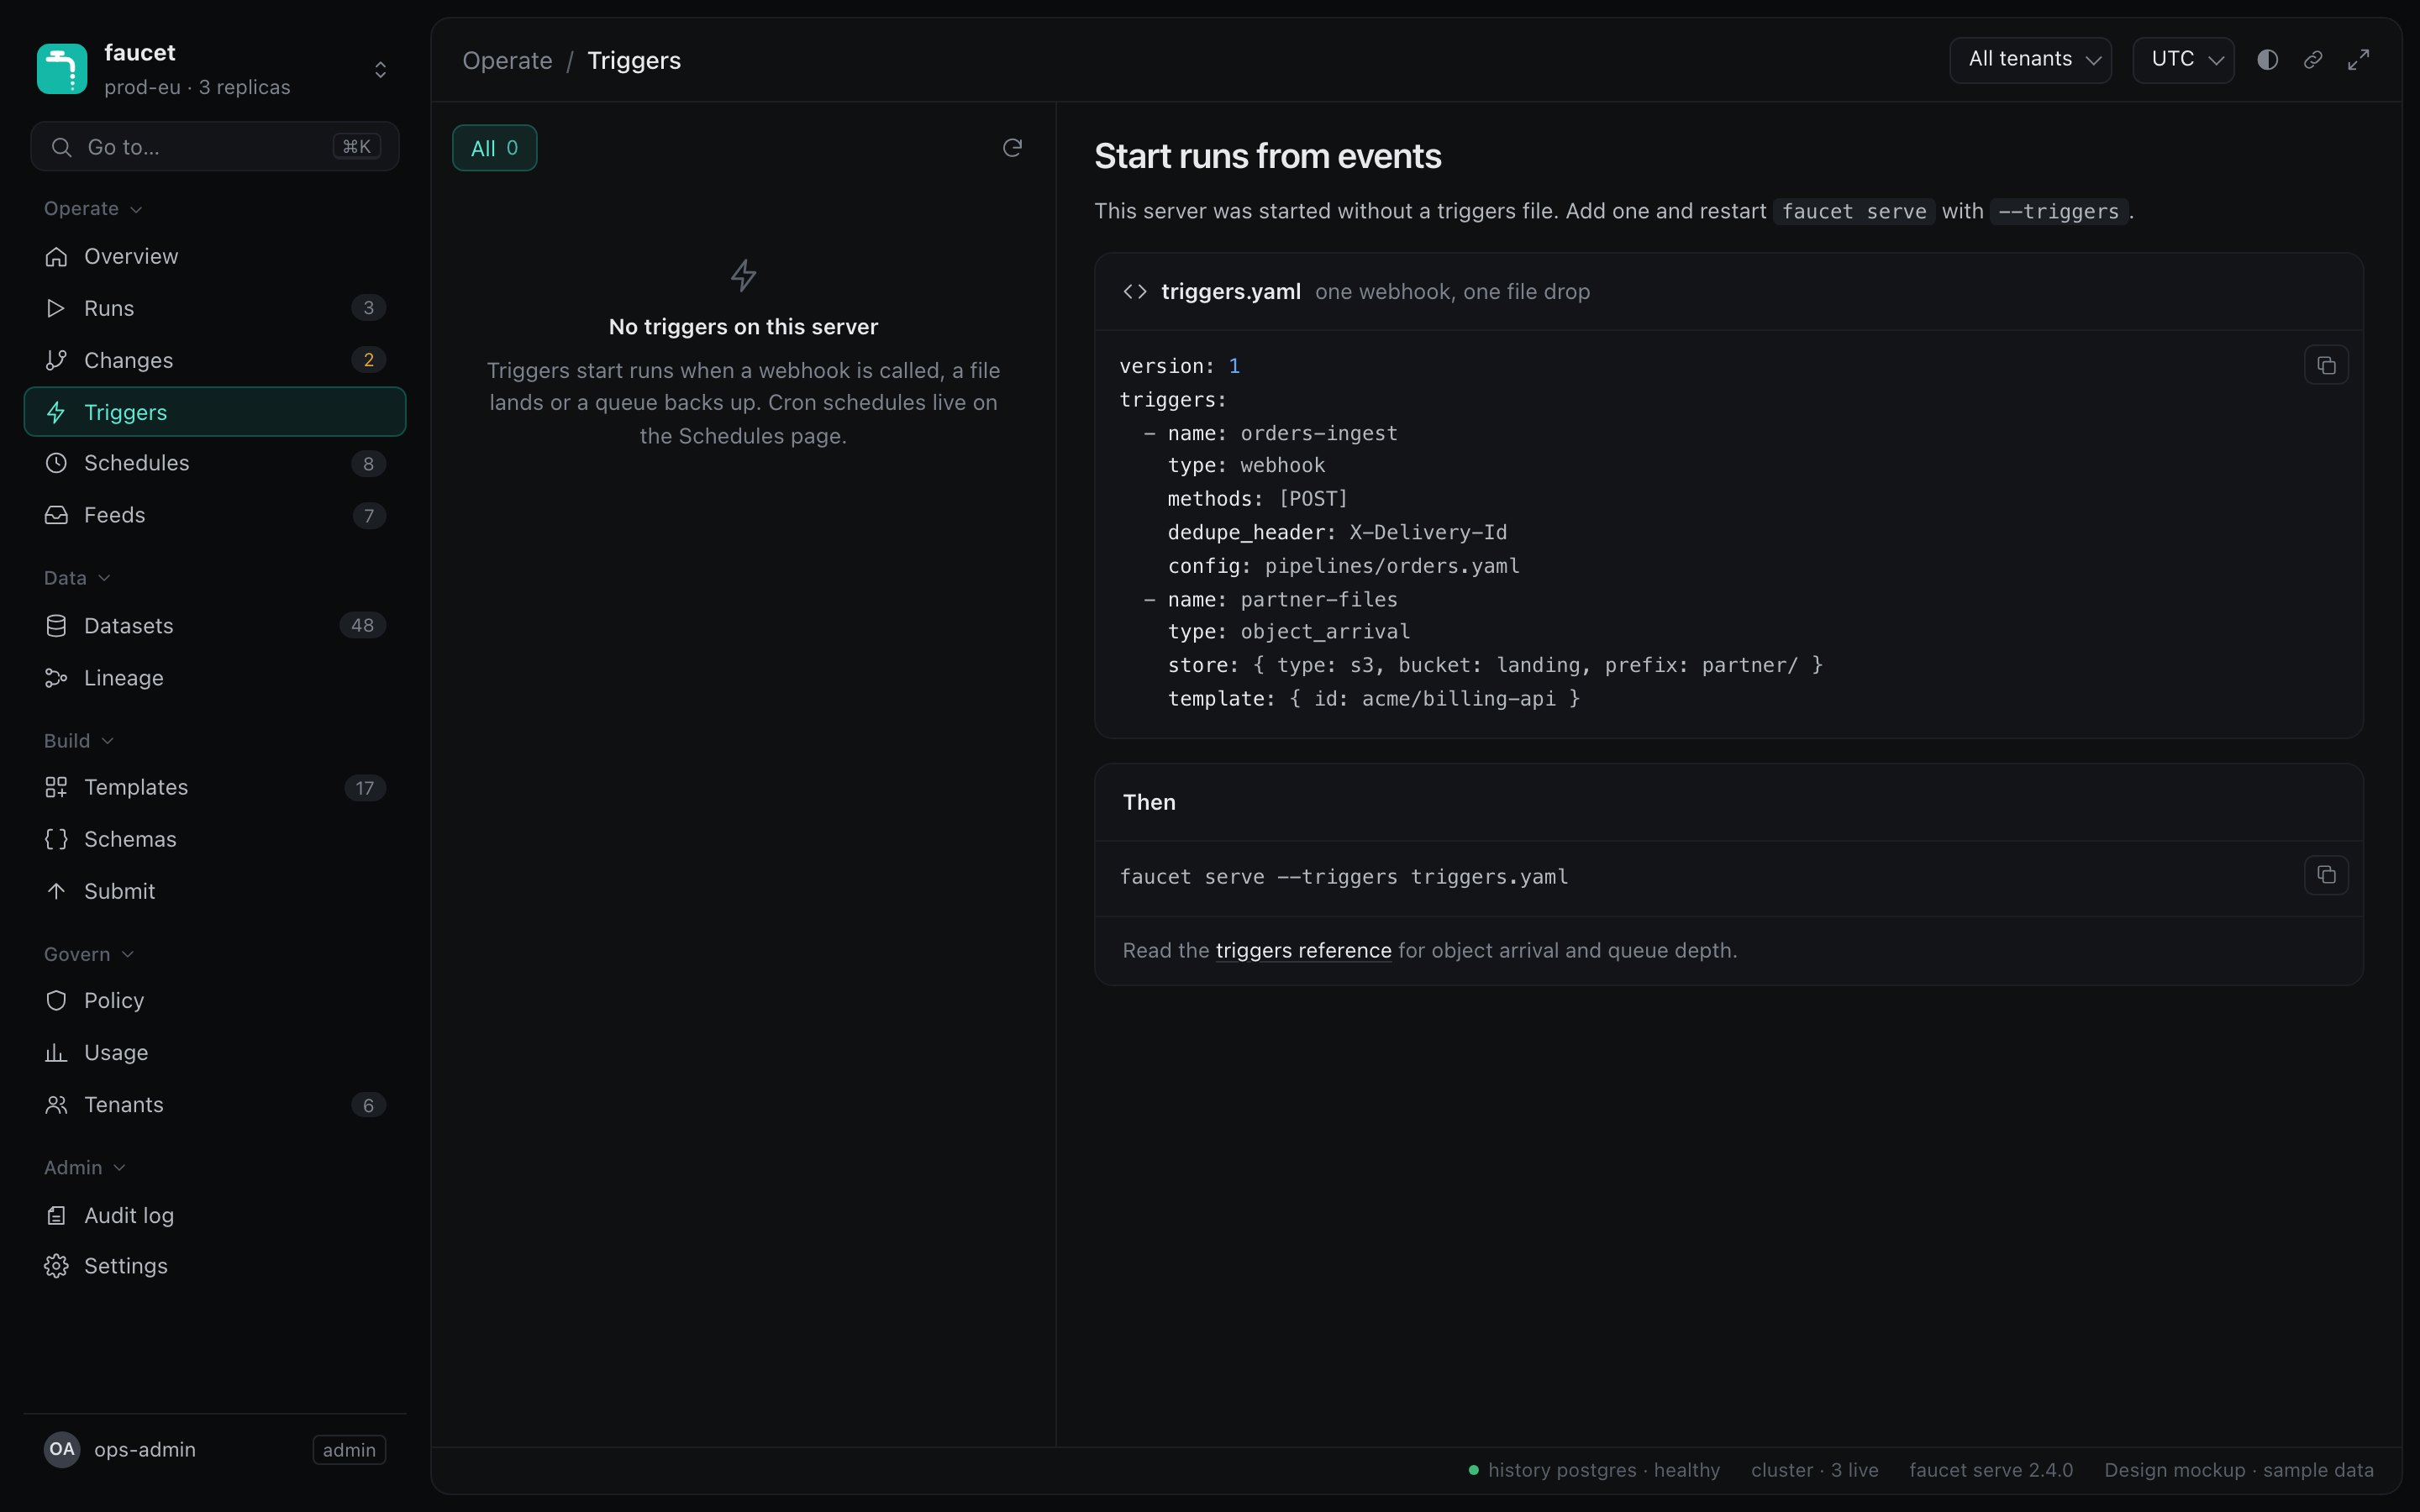 faucet
prod-eu · 3 replicas
Go to...
⌘K
Operate
Overview
Runs 3
Changes 2
Triggers
Schedules 8
Feeds 7
Data
Datasets 48
Lineage
Build
Templates 17
Schemas
Submit
Govern
Policy
Usage
Tenants 6
Admin
Audit log
Settings
OA ops-admin admin
Operate / Triggers
All tenants
UTC
All 0
No triggers on this server
Triggers start runs when a webhook is called, a file
lands or a queue backs up. Cron schedules live on
the Schedules page.
Start runs from events
This server was started without a triggers file. Add one and restart faucet serve with --triggers.
triggers.yaml one webhook, one file drop
version: 1
triggers:
  - name: orders-ingest
    type: webhook
    methods: [POST]
    dedupe_header: X-Delivery-Id
    config: pipelines/orders.yaml
  - name: partner-files
    type: object_arrival
    store: { type: s3, bucket: landing, prefix: partner/ }
    template: { id: acme/billing-api }
Then
faucet serve --triggers triggers.yaml
Read the triggers reference for object arrival and queue depth.
history postgres · healthy
cluster · 3 live
faucet serve 2.4.0
Design mockup · sample data